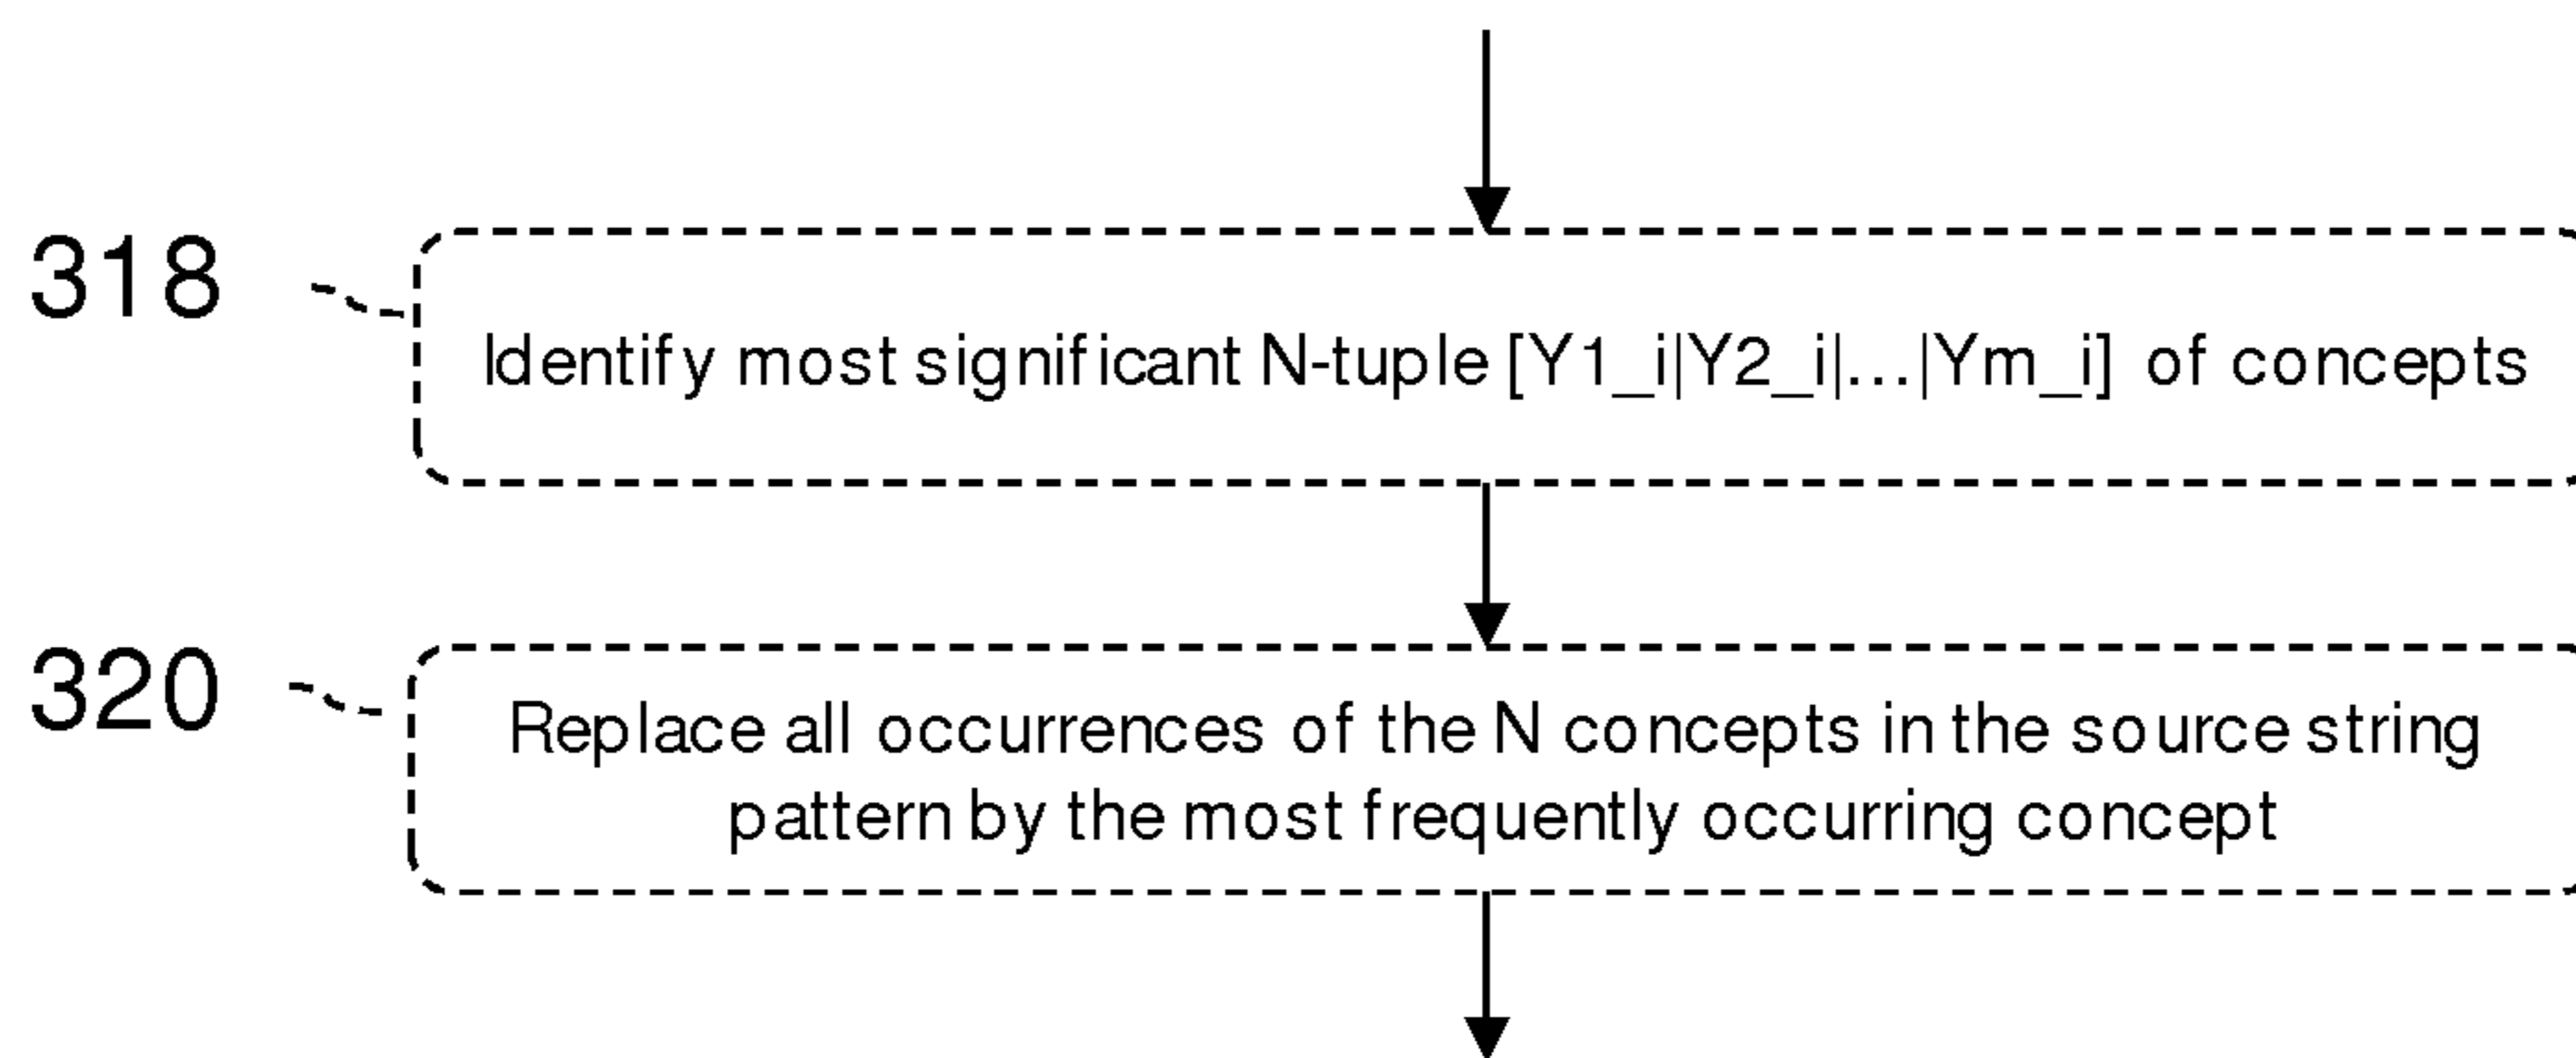 318
Identify most significant N-tuple [Y1_i|Y2_i|...|Ym_i] of concepts
320
Replace all occurrences of the N concepts in the source string
pattern by the most frequently occurring concept